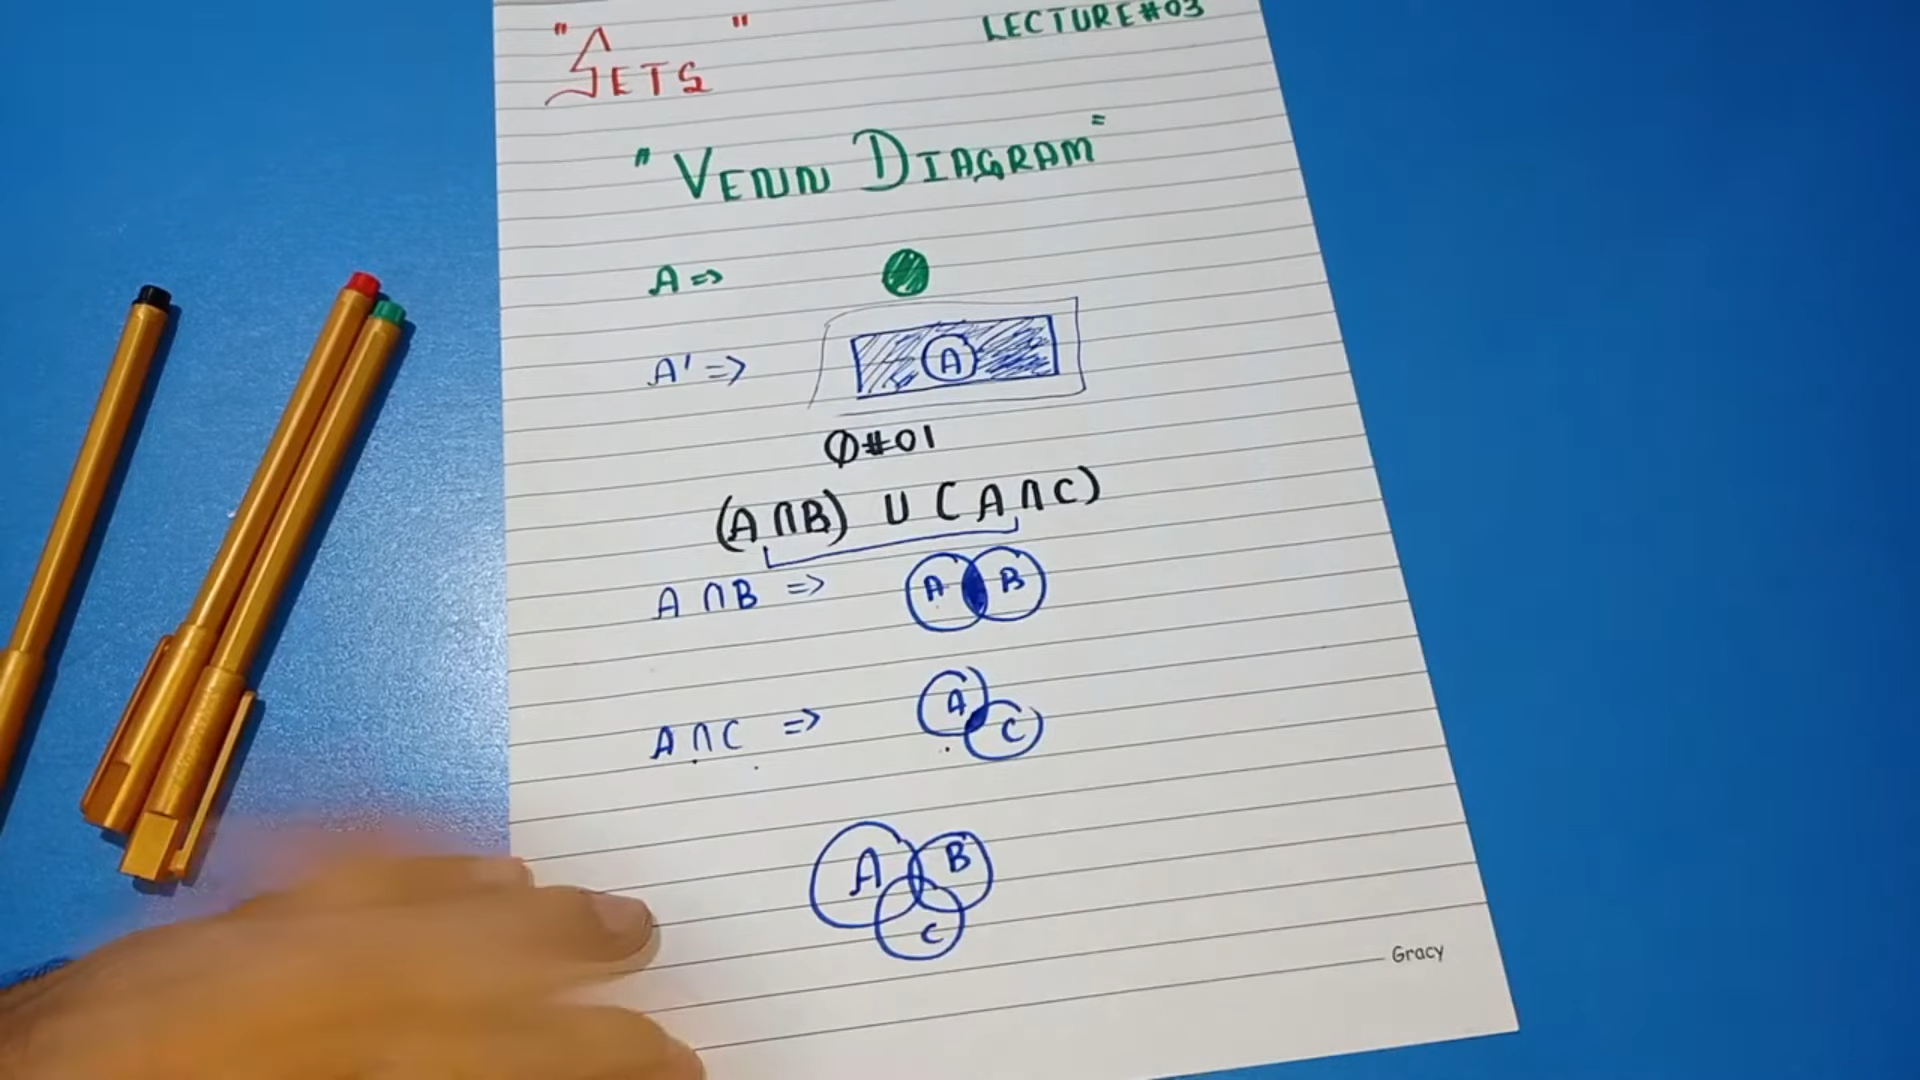 "SETS"
LECTURE#03
"VENN DIAGRAM"
A =>
A' => A
Q#01
(A∩B) ∪ (A∩C)
A∩B => A B
A∩C => A C
A B
C
Gracy